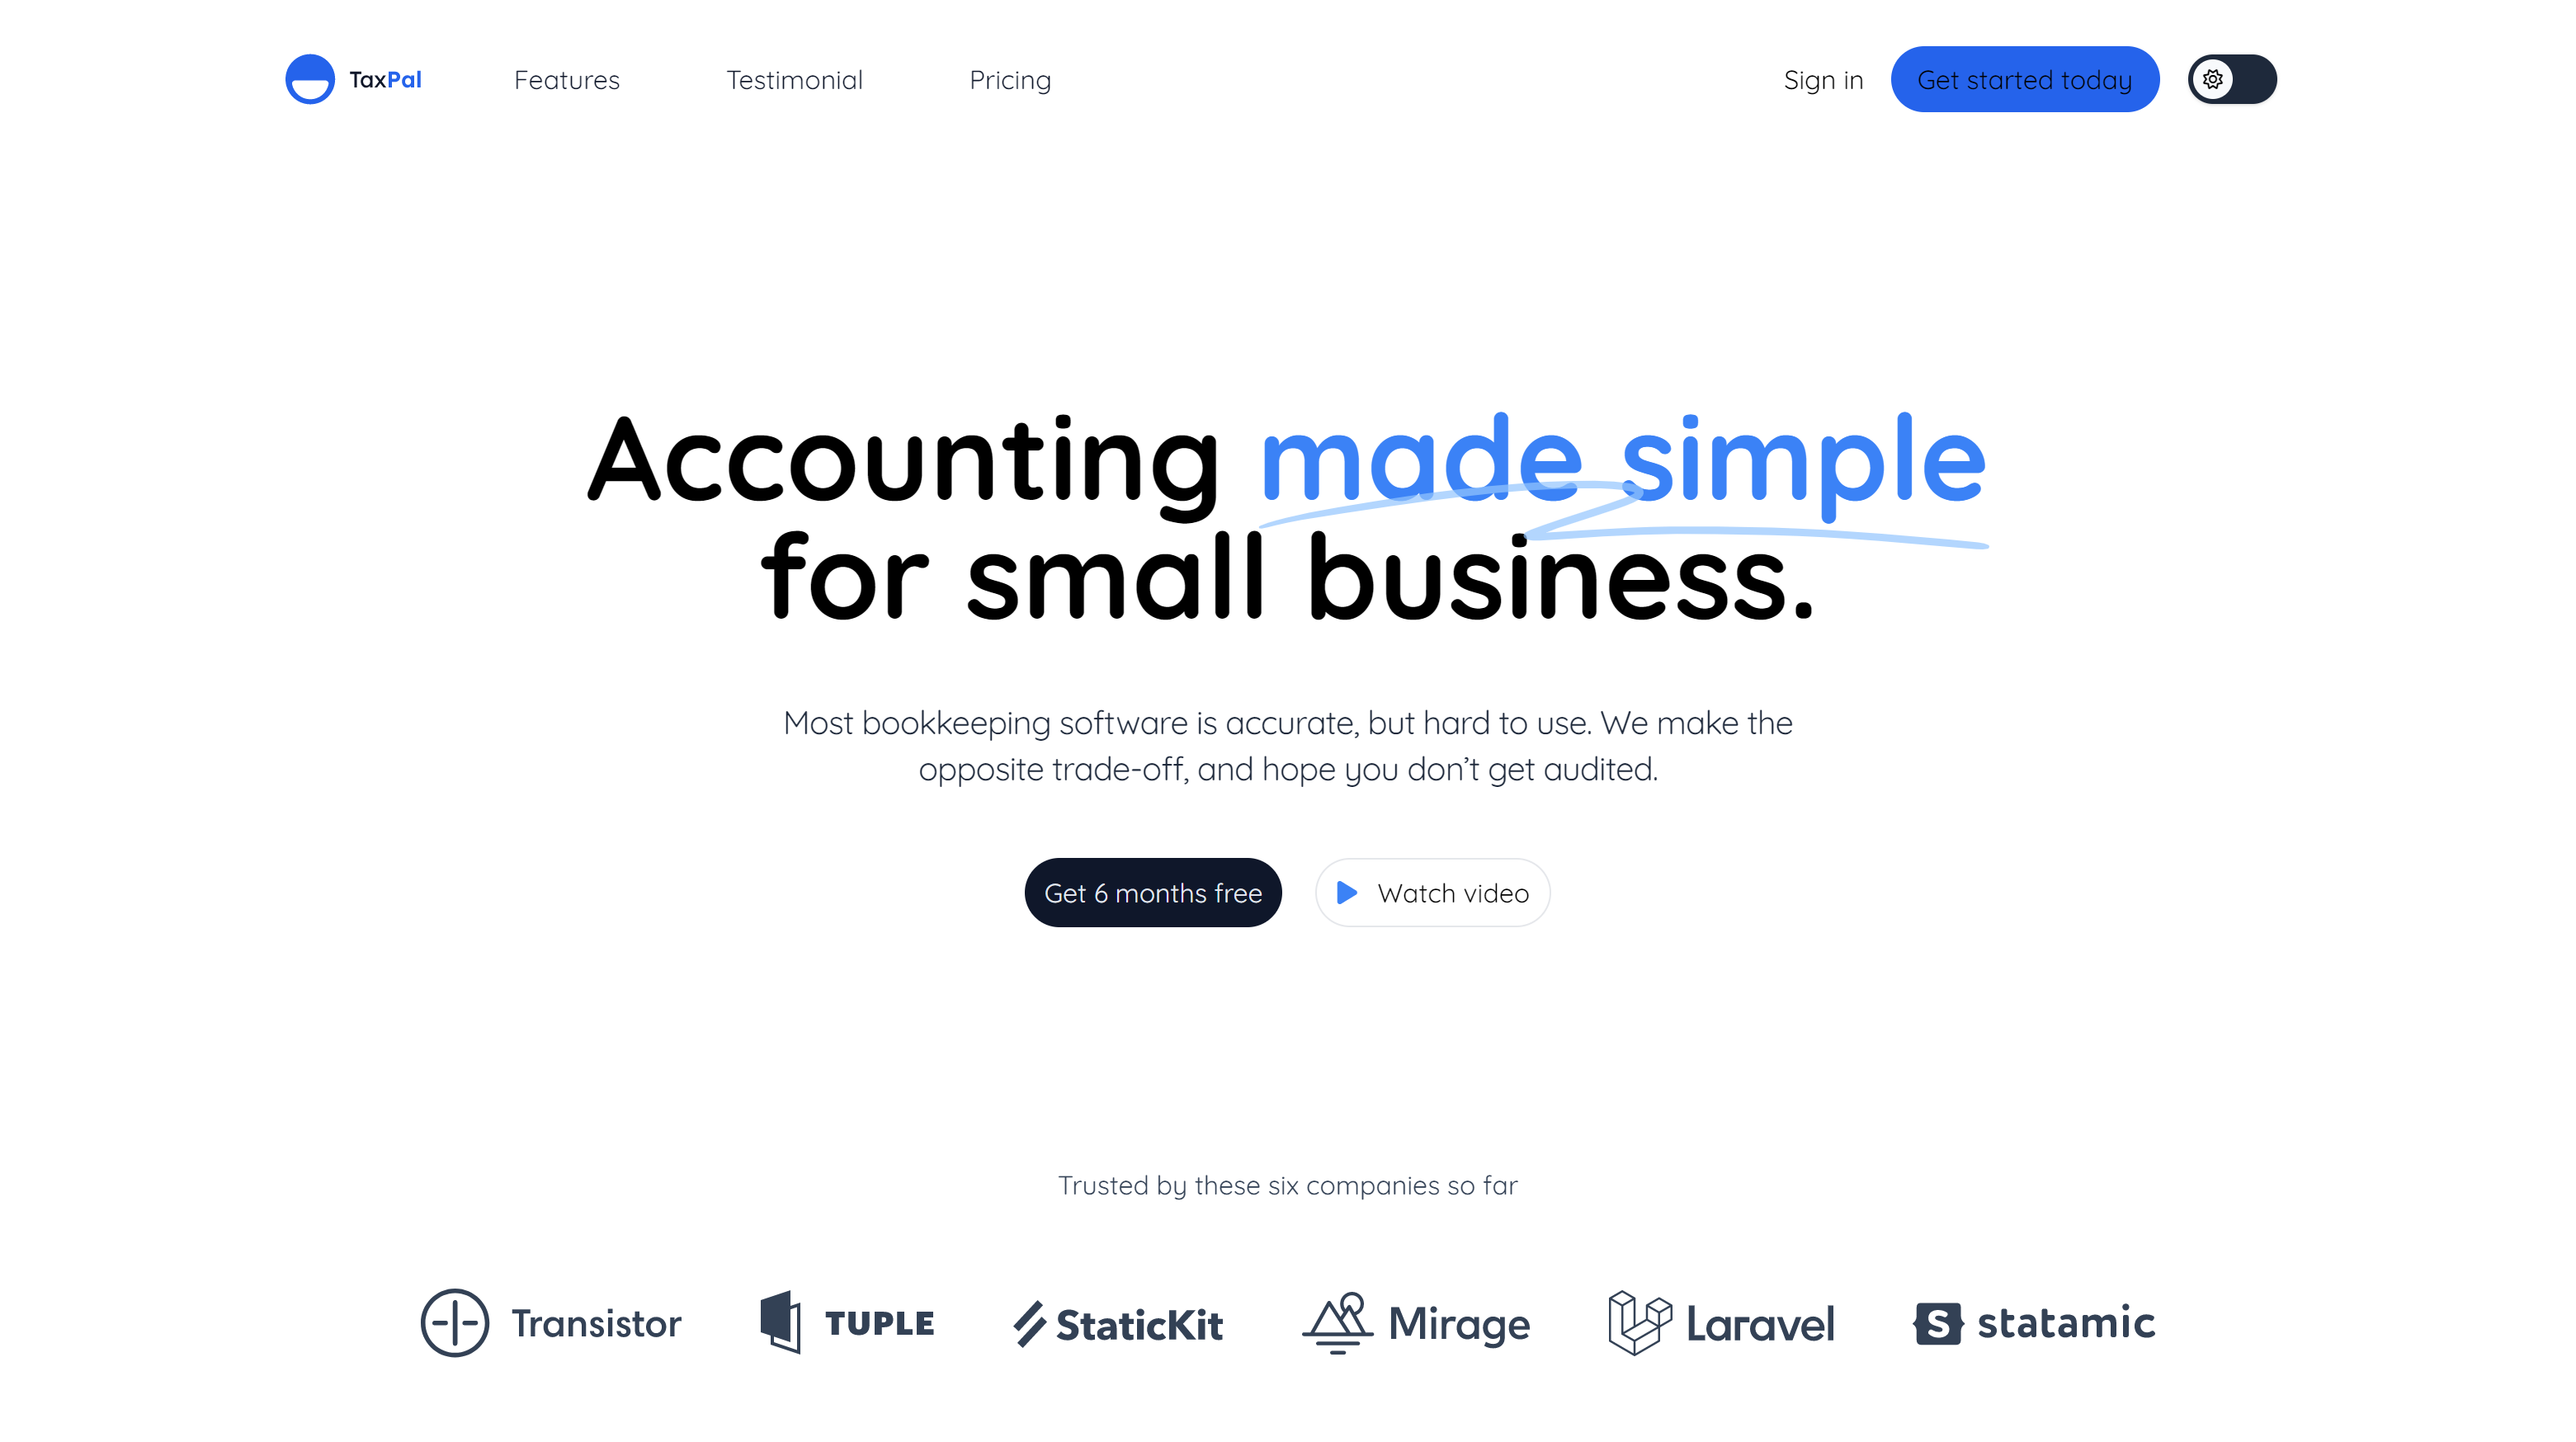 TaxPal
Features
Testimonial
Pricing
Sign in
Get started today
Accounting made simple
for small business.
Most bookkeeping software is accurate, but hard to use. We make the
opposite trade-off, and hope you don’t get audited.
Get 6 months free
Watch video
Trusted by these six companies so far
Transistor
TUPLE
StaticKit
Mirage
Laravel
S statamic